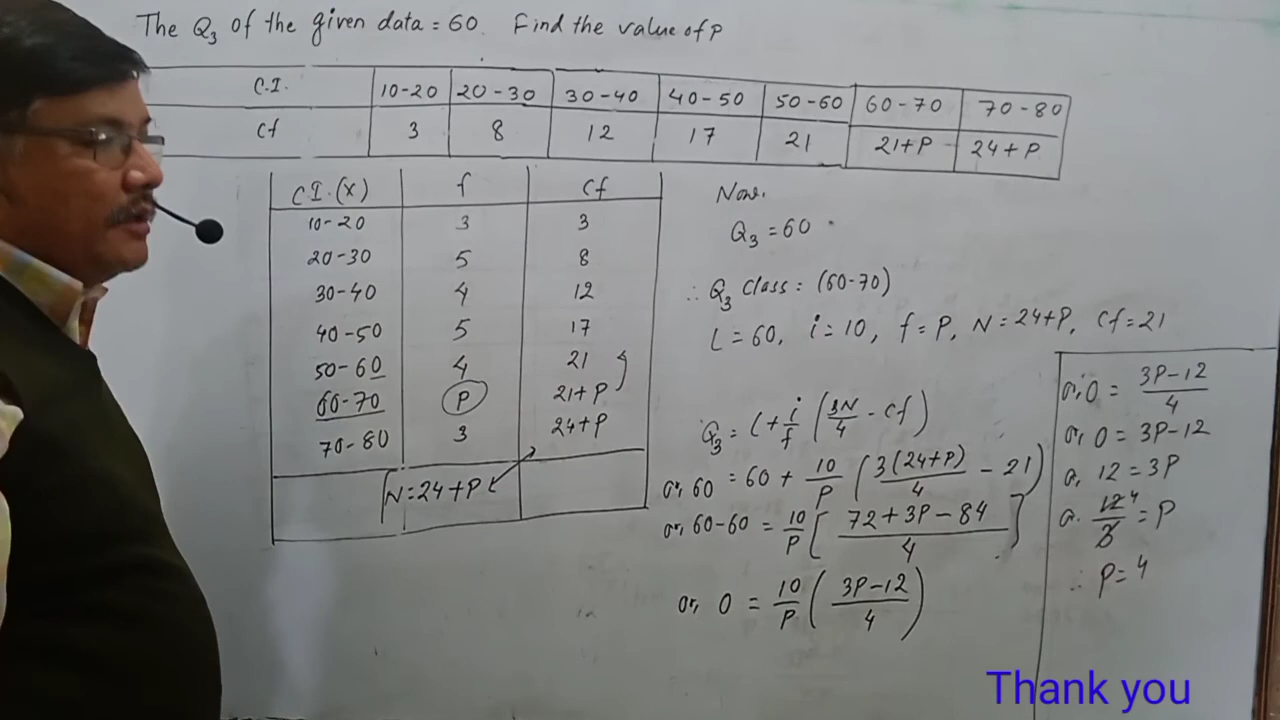 The Q3 of the given data = 60. Find the value of P
C.I. 10-20 20-30 30-40 40-50 50-60 60-70 70-80
Cf 3 8 12 17 21 21+P 24+P
C.I.(X) f Cf
10-20 3 3
20-30 5 8
30-40 4 12
40-50 5 17
50-60 4 21
60-70 P 21+P
70-80 3 24+P
N=24+P
Now,
Q3 = 60
∴ Q3 Class: (60-70)
L=60, i=10, f=P, N=24+P, Cf=21
Q3 = L + i/f (3N/4 - Cf)
or, 60 = 60 + 10/P (3(24+P)/4 - 21)
or, 60-60 = 10/P [72+3P-84/4]
or, 0 = 10/P (3P-12/4)
or, 0 = 3P-12/4
or, 0 = 3P-12
or, 12 = 3P
or, 12/3 4 = P
∴ P=4
Thank you